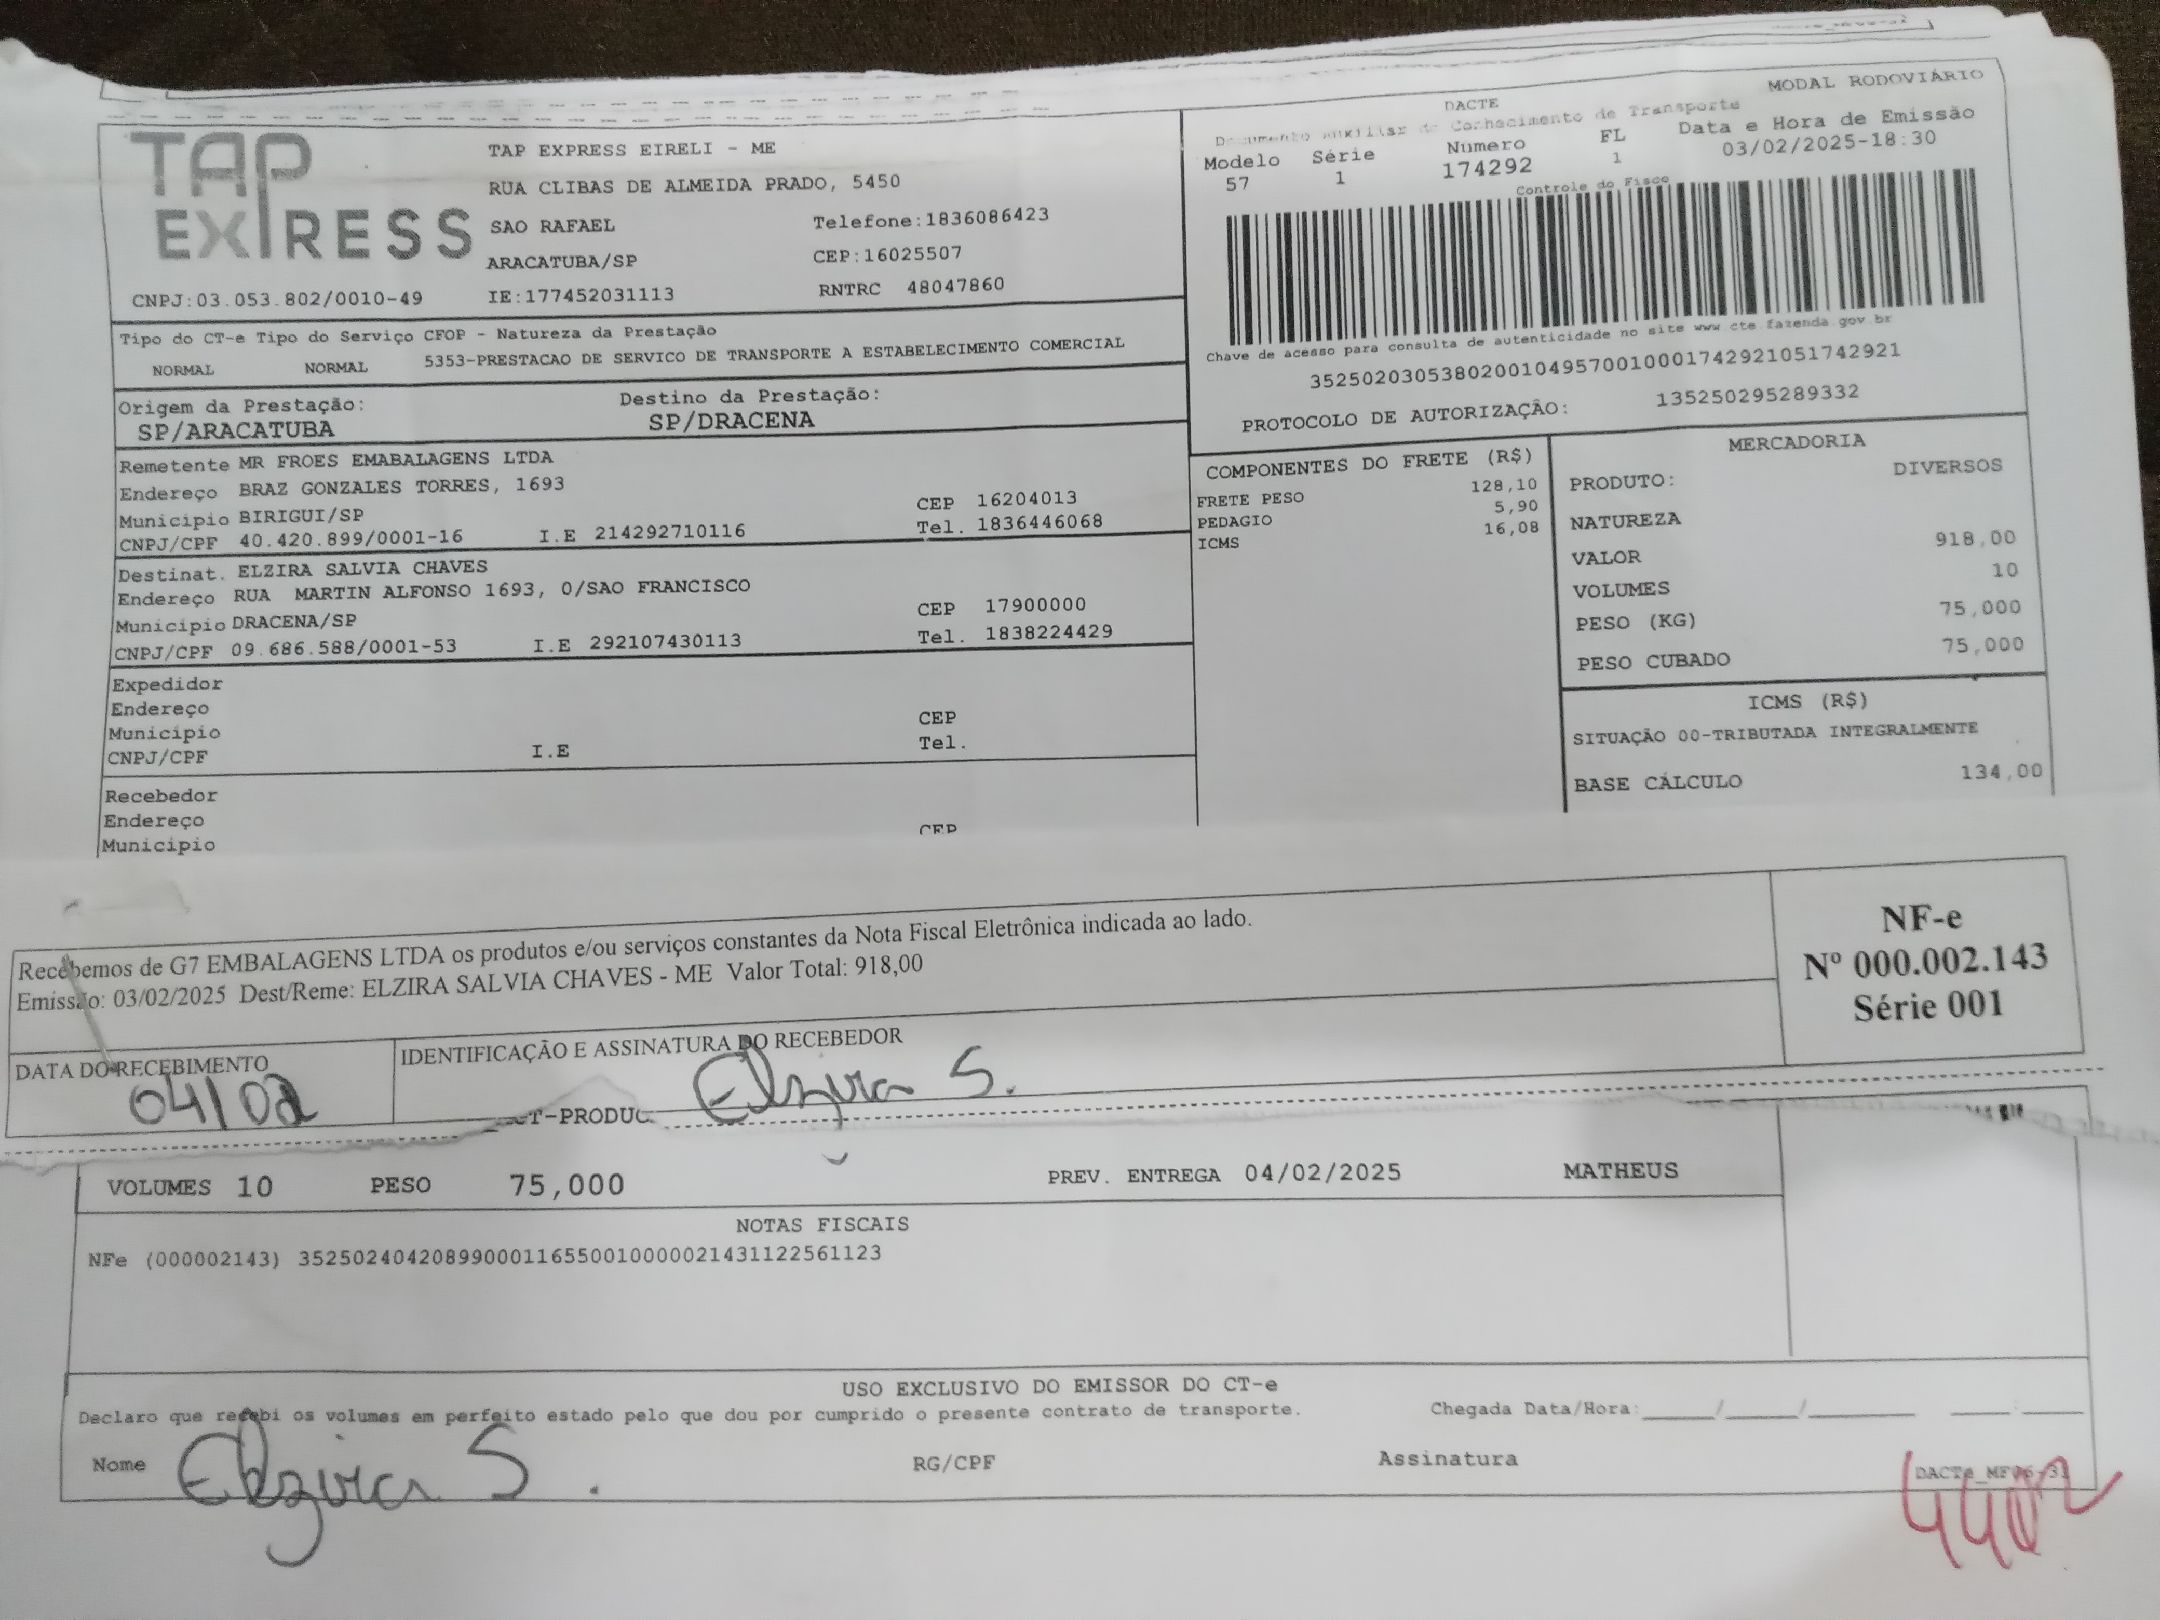 MODAL RODOVIÁRIO
DACTE
Documento Auxiliar de Conhecimento de Transporte
Modelo Série Numero FL Data e Hora de Emissão
57 1 174292 1 03/02/2025-18:30
Controle do Fisco
TAP EXPRESS
TAP EXPRESS EIRELI - ME
RUA CLIBAS DE ALMEIDA PRADO, 5450
SAO RAFAEL Telefone:1836086423
ARACATUBA/SP CEP:16025507
CNPJ:03.053.802/0010-49 IE:177452031113 RNTRC 48047860
Chave de acesso para consulta de autenticidade no site www.cte.fazenda.gov.br
35250203053802001049570010001742921051742921
PROTOCOLO DE AUTORIZAÇÃO: 135250295289332
Tipo do CT-e Tipo do Serviço CFOP - Natureza da Prestação
NORMAL NORMAL 5353-PRESTACAO DE SERVICO DE TRANSPORTE A ESTABELECIMENTO COMERCIAL
Origem da Prestação: Destino da Prestação:
SP/ARACATUBA SP/DRACENA
Remetente MR FROES EMABALAGENS LTDA
Endereço BRAZ GONZALES TORRES, 1693
Municipio BIRIGUI/SP CEP 16204013
CNPJ/CPF 40.420.899/0001-16 I.E 214292710116 Tel. 1836446068
Destinat. ELZIRA SALVIA CHAVES
Endereço RUA MARTIN ALFONSO 1693, 0/SAO FRANCISCO
Municipio DRACENA/SP CEP 17900000
CNPJ/CPF 09.686.588/0001-53 I.E 292107430113 Tel. 1838224429
Expedidor
Endereço
Municipio CEP
CNPJ/CPF I.E Tel.
Recebedor
Endereço
Municipio CEP
COMPONENTES DO FRETE (R$)
FRETE PESO 128,10
PEDAGIO 5,90
ICMS 16,08
MERCADORIA
PRODUTO: DIVERSOS
NATUREZA
VALOR 918,00
VOLUMES 10
PESO (KG) 75,000
PESO CUBADO 75,000
ICMS (R$)
SITUAÇÃO 00-TRIBUTADA INTEGRALMENTE
BASE CÁLCULO 134,00
Recebemos de G7 EMBALAGENS LTDA os produtos e/ou serviços constantes da Nota Fiscal Eletrônica indicada ao lado.
Emissão: 03/02/2025 Dest/Reme: ELZIRA SALVIA CHAVES - ME Valor Total: 918,00
NF-e
Nº 000.002.143
Série 001
DATA DO RECEBIMENTO IDENTIFICAÇÃO E ASSINATURA DO RECEBEDOR
04/02 Elzira S.
T-PRODU
VOLUMES 10 PESO 75,000 PREV. ENTREGA 04/02/2025 MATHEUS
NOTAS FISCAIS
NFe (000002143) 35250240420899000116550010000021431122561123
USO EXCLUSIVO DO EMISSOR DO CT-e
Declaro que recebi os volumes em perfeito estado pelo que dou por cumprido o presente contrato de transporte. Chegada Data/Hora:_____/_____/_______ ____:____
Nome Elzira S. RG/CPF Assinatura